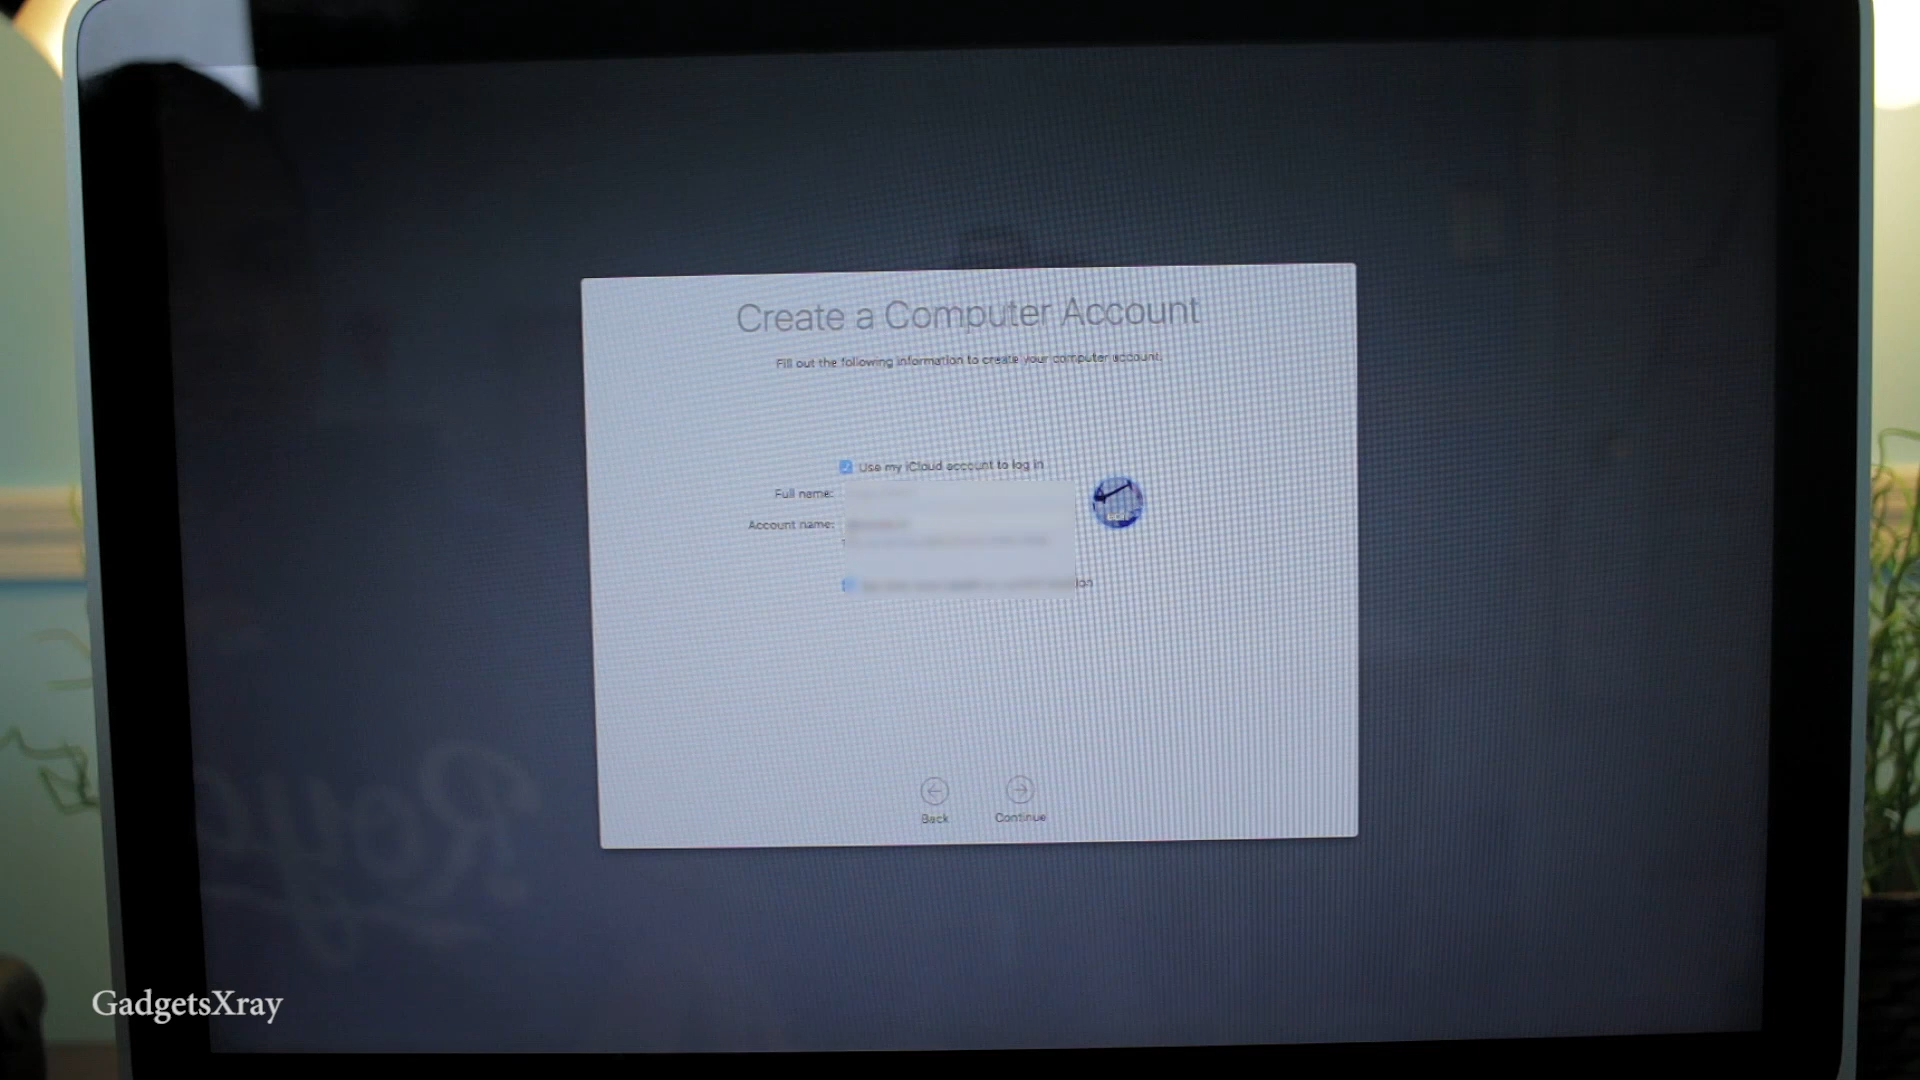 Create a Computer Account
Fill out the following information to create your computer account.
Use my iCloud account to log in
Full name:
edit
Account name:
Back
Continue
GadgetsXray